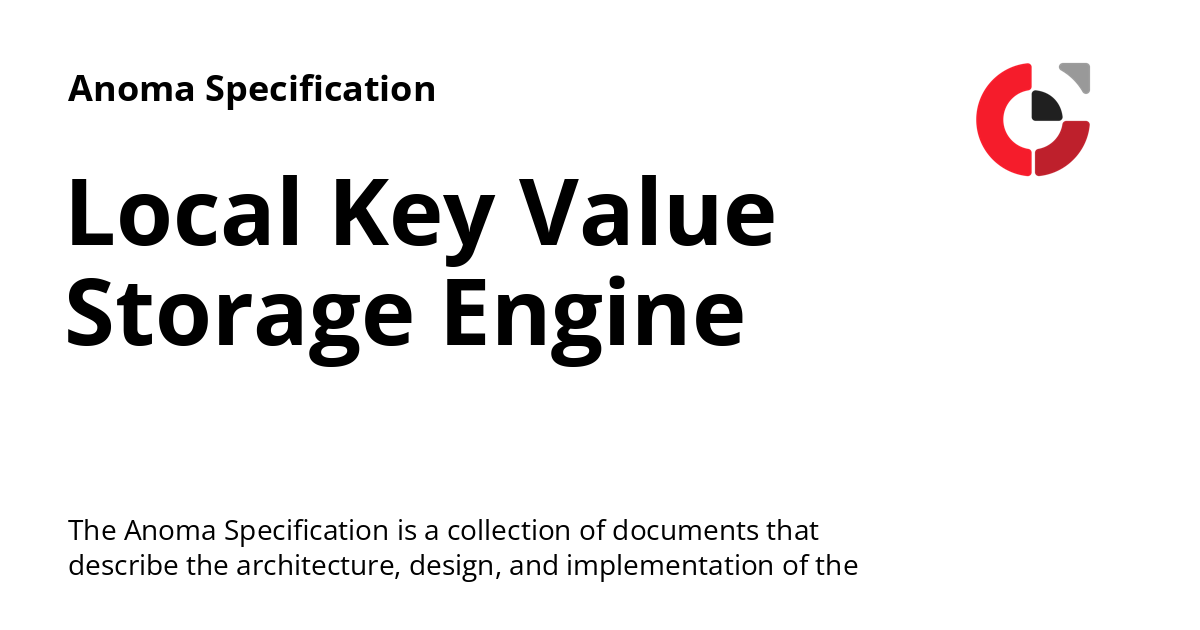 Anoma Specification
Local Key Value
Storage Engine
The Anoma Specification is a collection of documents that
describe the architecture, design, and implementation of the